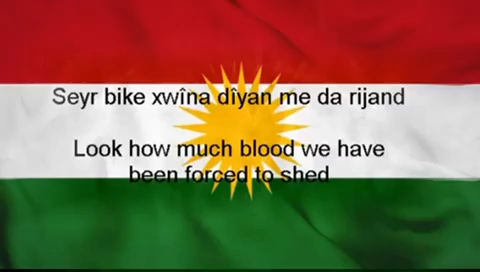 Seyr bike xwîna dîyan me da rijand
Look how much blood we have
been forced to shed